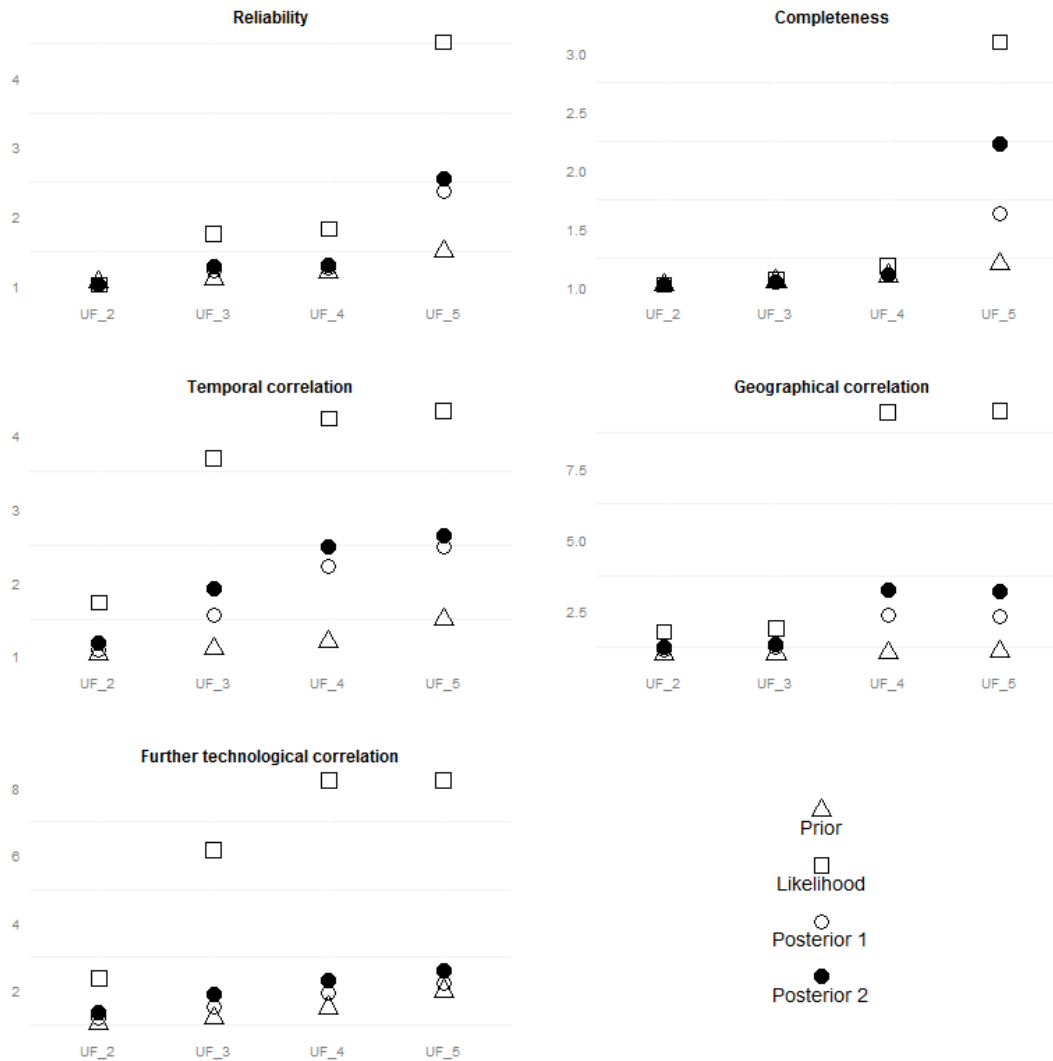 Reliability
4
3
2
1
UF_2 UF_3 UF_4 UF_5
Completeness
3.0
2.5
2.0
1.5
1.0
UF_2 UF_3 UF_4 UF_5
Temporal correlation
4
3
2
1
UF_2 UF_3 UF_4 UF_5
Geographical correlation
7.5
5.0
2.5
UF_2 UF_3 UF_4 UF_5
Further technological correlation
8
6
4
2
UF_2 UF_3 UF_4 UF_5
Prior
Likelihood
Posterior 1
Posterior 2